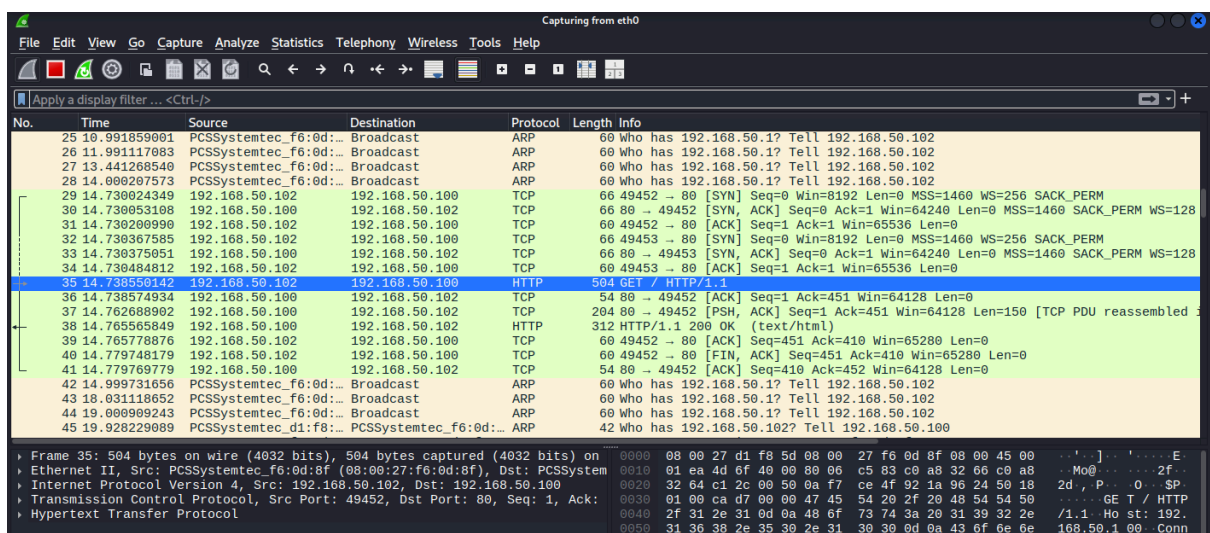 Capturing from eth0
File Edit View Go Capture Analyze Statistics Telephony Wireless Tools Help
Apply a display filter ... <Ctrl-/>
No. Time Source Destination Protocol Length Info
25 10.991859001 PCSSystemtec_f6:0d:… Broadcast ARP 60 Who has 192.168.50.1? Tell 192.168.50.102
26 11.991117083 PCSSystemtec_f6:0d:… Broadcast ARP 60 Who has 192.168.50.1? Tell 192.168.50.102
27 13.441268540 PCSSystemtec_f6:0d:… Broadcast ARP 60 Who has 192.168.50.1? Tell 192.168.50.102
28 14.000207573 PCSSystemtec_f6:0d:… Broadcast ARP 60 Who has 192.168.50.1? Tell 192.168.50.102
29 14.730024349 192.168.50.102 192.168.50.100 TCP 66 49452 → 80 [SYN] Seq=0 Win=8192 Len=0 MSS=1460 WS=256 SACK_PERM
30 14.730053108 192.168.50.100 192.168.50.102 TCP 66 80 → 49452 [SYN, ACK] Seq=0 Ack=1 Win=64240 Len=0 MSS=1460 SACK_PERM WS=128
31 14.730200990 192.168.50.102 192.168.50.100 TCP 60 49452 → 80 [ACK] Seq=1 Ack=1 Win=65536 Len=0
32 14.730367585 192.168.50.102 192.168.50.100 TCP 66 49453 → 80 [SYN] Seq=0 Win=8192 Len=0 MSS=1460 WS=256 SACK_PERM
33 14.730375051 192.168.50.100 192.168.50.102 TCP 66 80 → 49453 [SYN, ACK] Seq=0 Ack=1 Win=64240 Len=0 MSS=1460 SACK_PERM WS=128
34 14.730484812 192.168.50.102 192.168.50.100 TCP 60 49453 → 80 [ACK] Seq=1 Ack=1 Win=65536 Len=0
35 14.738550142 192.168.50.102 192.168.50.100 HTTP 504 GET / HTTP/1.1
36 14.738574934 192.168.50.100 192.168.50.102 TCP 54 80 → 49452 [ACK] Seq=1 Ack=451 Win=64128 Len=0
37 14.762688902 192.168.50.100 192.168.50.102 TCP 204 80 → 49452 [PSH, ACK] Seq=1 Ack=451 Win=64128 Len=150 [TCP PDU reassembled i
38 14.765565849 192.168.50.100 192.168.50.102 HTTP 312 HTTP/1.1 200 OK (text/html)
39 14.765778876 192.168.50.102 192.168.50.100 TCP 60 49452 → 80 [ACK] Seq=451 Ack=410 Win=65280 Len=0
40 14.779748179 192.168.50.102 192.168.50.100 TCP 60 49452 → 80 [FIN, ACK] Seq=451 Ack=410 Win=65280 Len=0
41 14.779769779 192.168.50.100 192.168.50.102 TCP 54 80 → 49452 [ACK] Seq=410 Ack=452 Win=64128 Len=0
42 14.999731656 PCSSystemtec_f6:0d:… Broadcast ARP 60 Who has 192.168.50.1? Tell 192.168.50.102
43 18.031118652 PCSSystemtec_f6:0d:… Broadcast ARP 60 Who has 192.168.50.1? Tell 192.168.50.102
44 19.000909243 PCSSystemtec_f6:0d:… Broadcast ARP 60 Who has 192.168.50.1? Tell 192.168.50.102
45 19.928229089 PCSSystemtec_d1:f8:… PCSSystemtec_f6:0d:… ARP 42 Who has 192.168.50.102? Tell 192.168.50.100
Frame 35: 504 bytes on wire (4032 bits), 504 bytes captured (4032 bits) on
Ethernet II, Src: PCSSystemtec_f6:0d:8f (08:00:27:f6:0d:8f), Dst: PCSSystem
Internet Protocol Version 4, Src: 192.168.50.102, Dst: 192.168.50.100
Transmission Control Protocol, Src Port: 49452, Dst Port: 80, Seq: 1, Ack:
Hypertext Transfer Protocol
0000 08 00 27 d1 f8 5d 08 00 27 f6 0d 8f 08 00 45 00 ··'··]·· '·····E·
0010 01 ea 4d 6f 40 00 80 06 c5 83 c0 a8 32 66 c0 a8 ··Mo@··· ····2f··
0020 32 64 c1 2c 00 50 0a f7 ce 4f 92 1a 96 24 50 18 2d·,·P·· ·O···$P·
0030 01 00 ca d7 00 00 47 45 54 20 2f 20 48 54 54 50 ······GE T / HTTP
0040 2f 31 2e 31 0d 0a 48 6f 73 74 3a 20 31 39 32 2e /1.1··Ho st: 192.
0050 31 36 38 2e 35 30 2e 31 30 30 0d 0a 43 6f 6e 6e 168.50.1 00··Conn